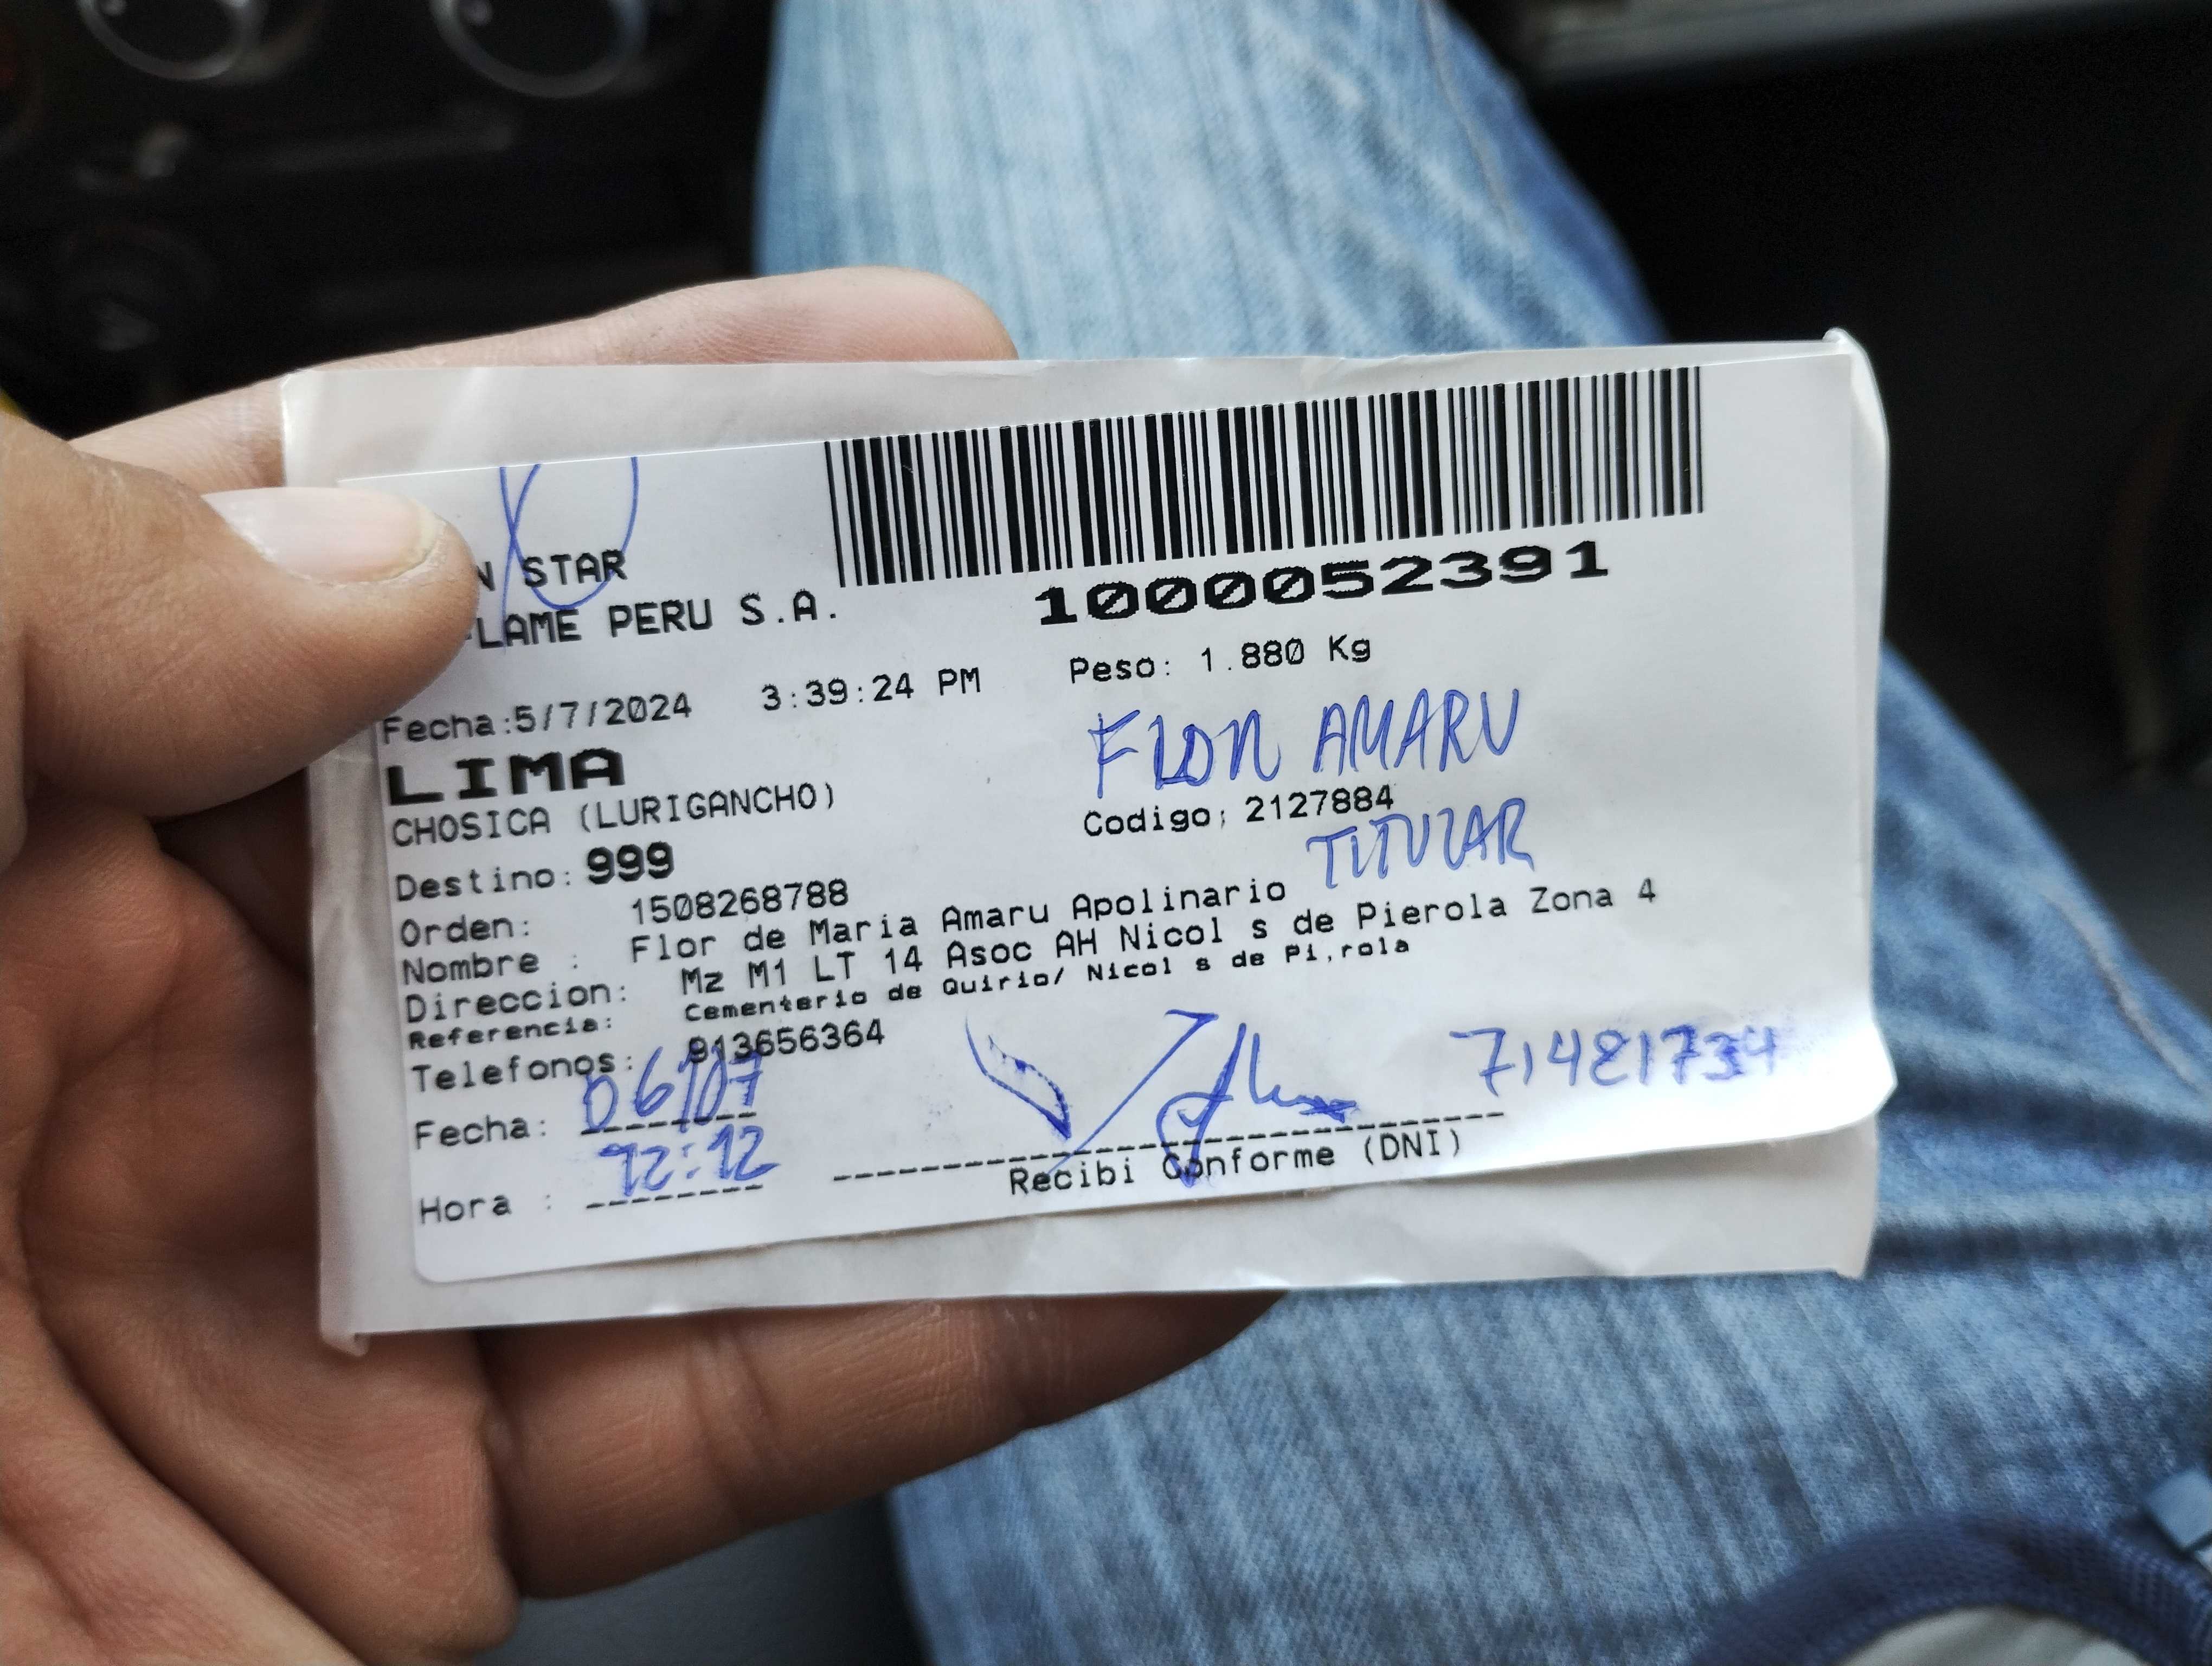 N STAR
LAME PERU S.A.
1000052391
Fecha:5/7/2024 3:39:24 PM
Peso: 1.880 Kg
LIMA
FLOR AMARU
CHOSICA (LURIGANCHO)
Codigo: 2127884
TITULAR
Destino: 999
Orden: 1508268788
Nombre : Flor de Maria Amaru Apolinario
Direccion: Mz M1 LT 14 Asoc AH Nicol s de Pierola Zona 4
Referencia: Cementerio de Quirio/ Nicol s de Pi,rola
Telefonos: 913656364
Fecha: 06/07
71481734
Hora : 12:12
Recibi Conforme (DNI)